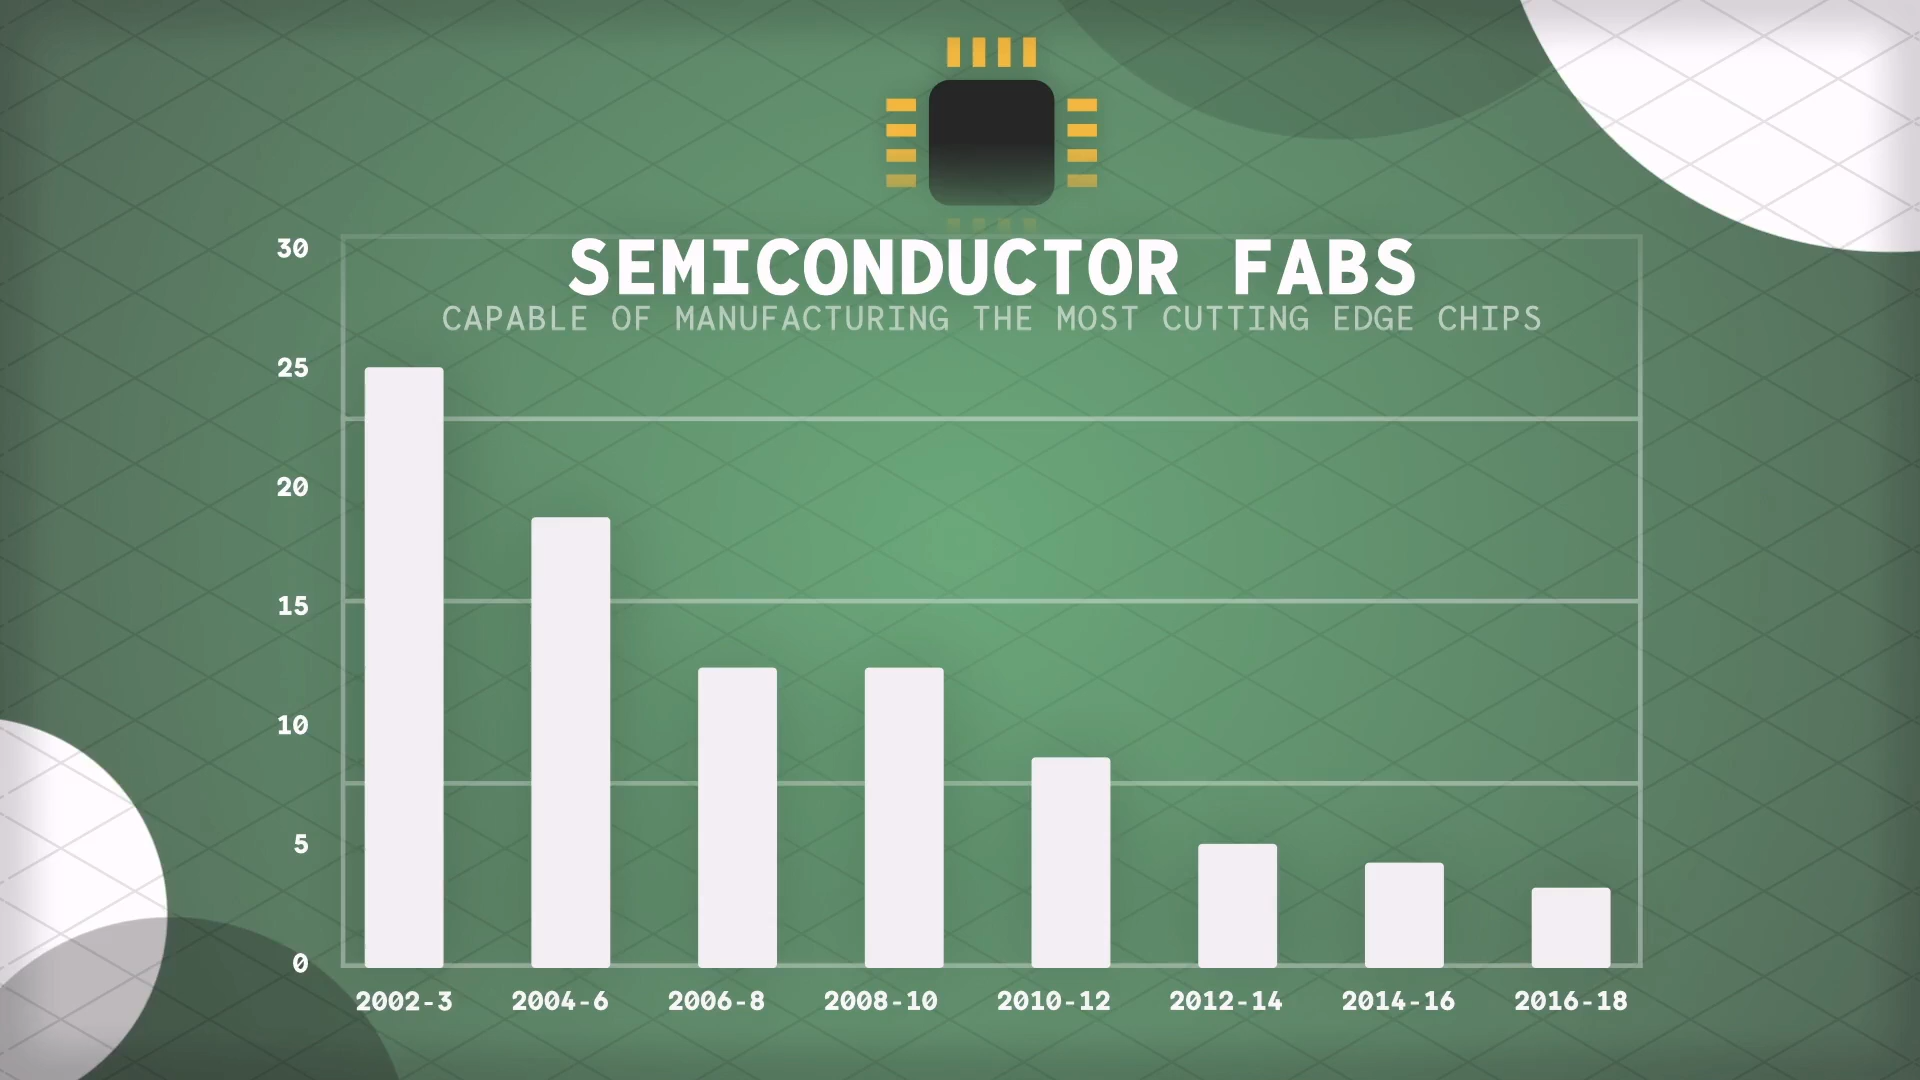 SEMICONDUCTOR FABS
CAPABLE OF MANUFACTURING THE MOST CUTTING EDGE CHIPS
30
25
20
15
10
5
0
2002-3 2004-6 2006-8 2008-10 2010-12 2012-14 2014-16 2016-18